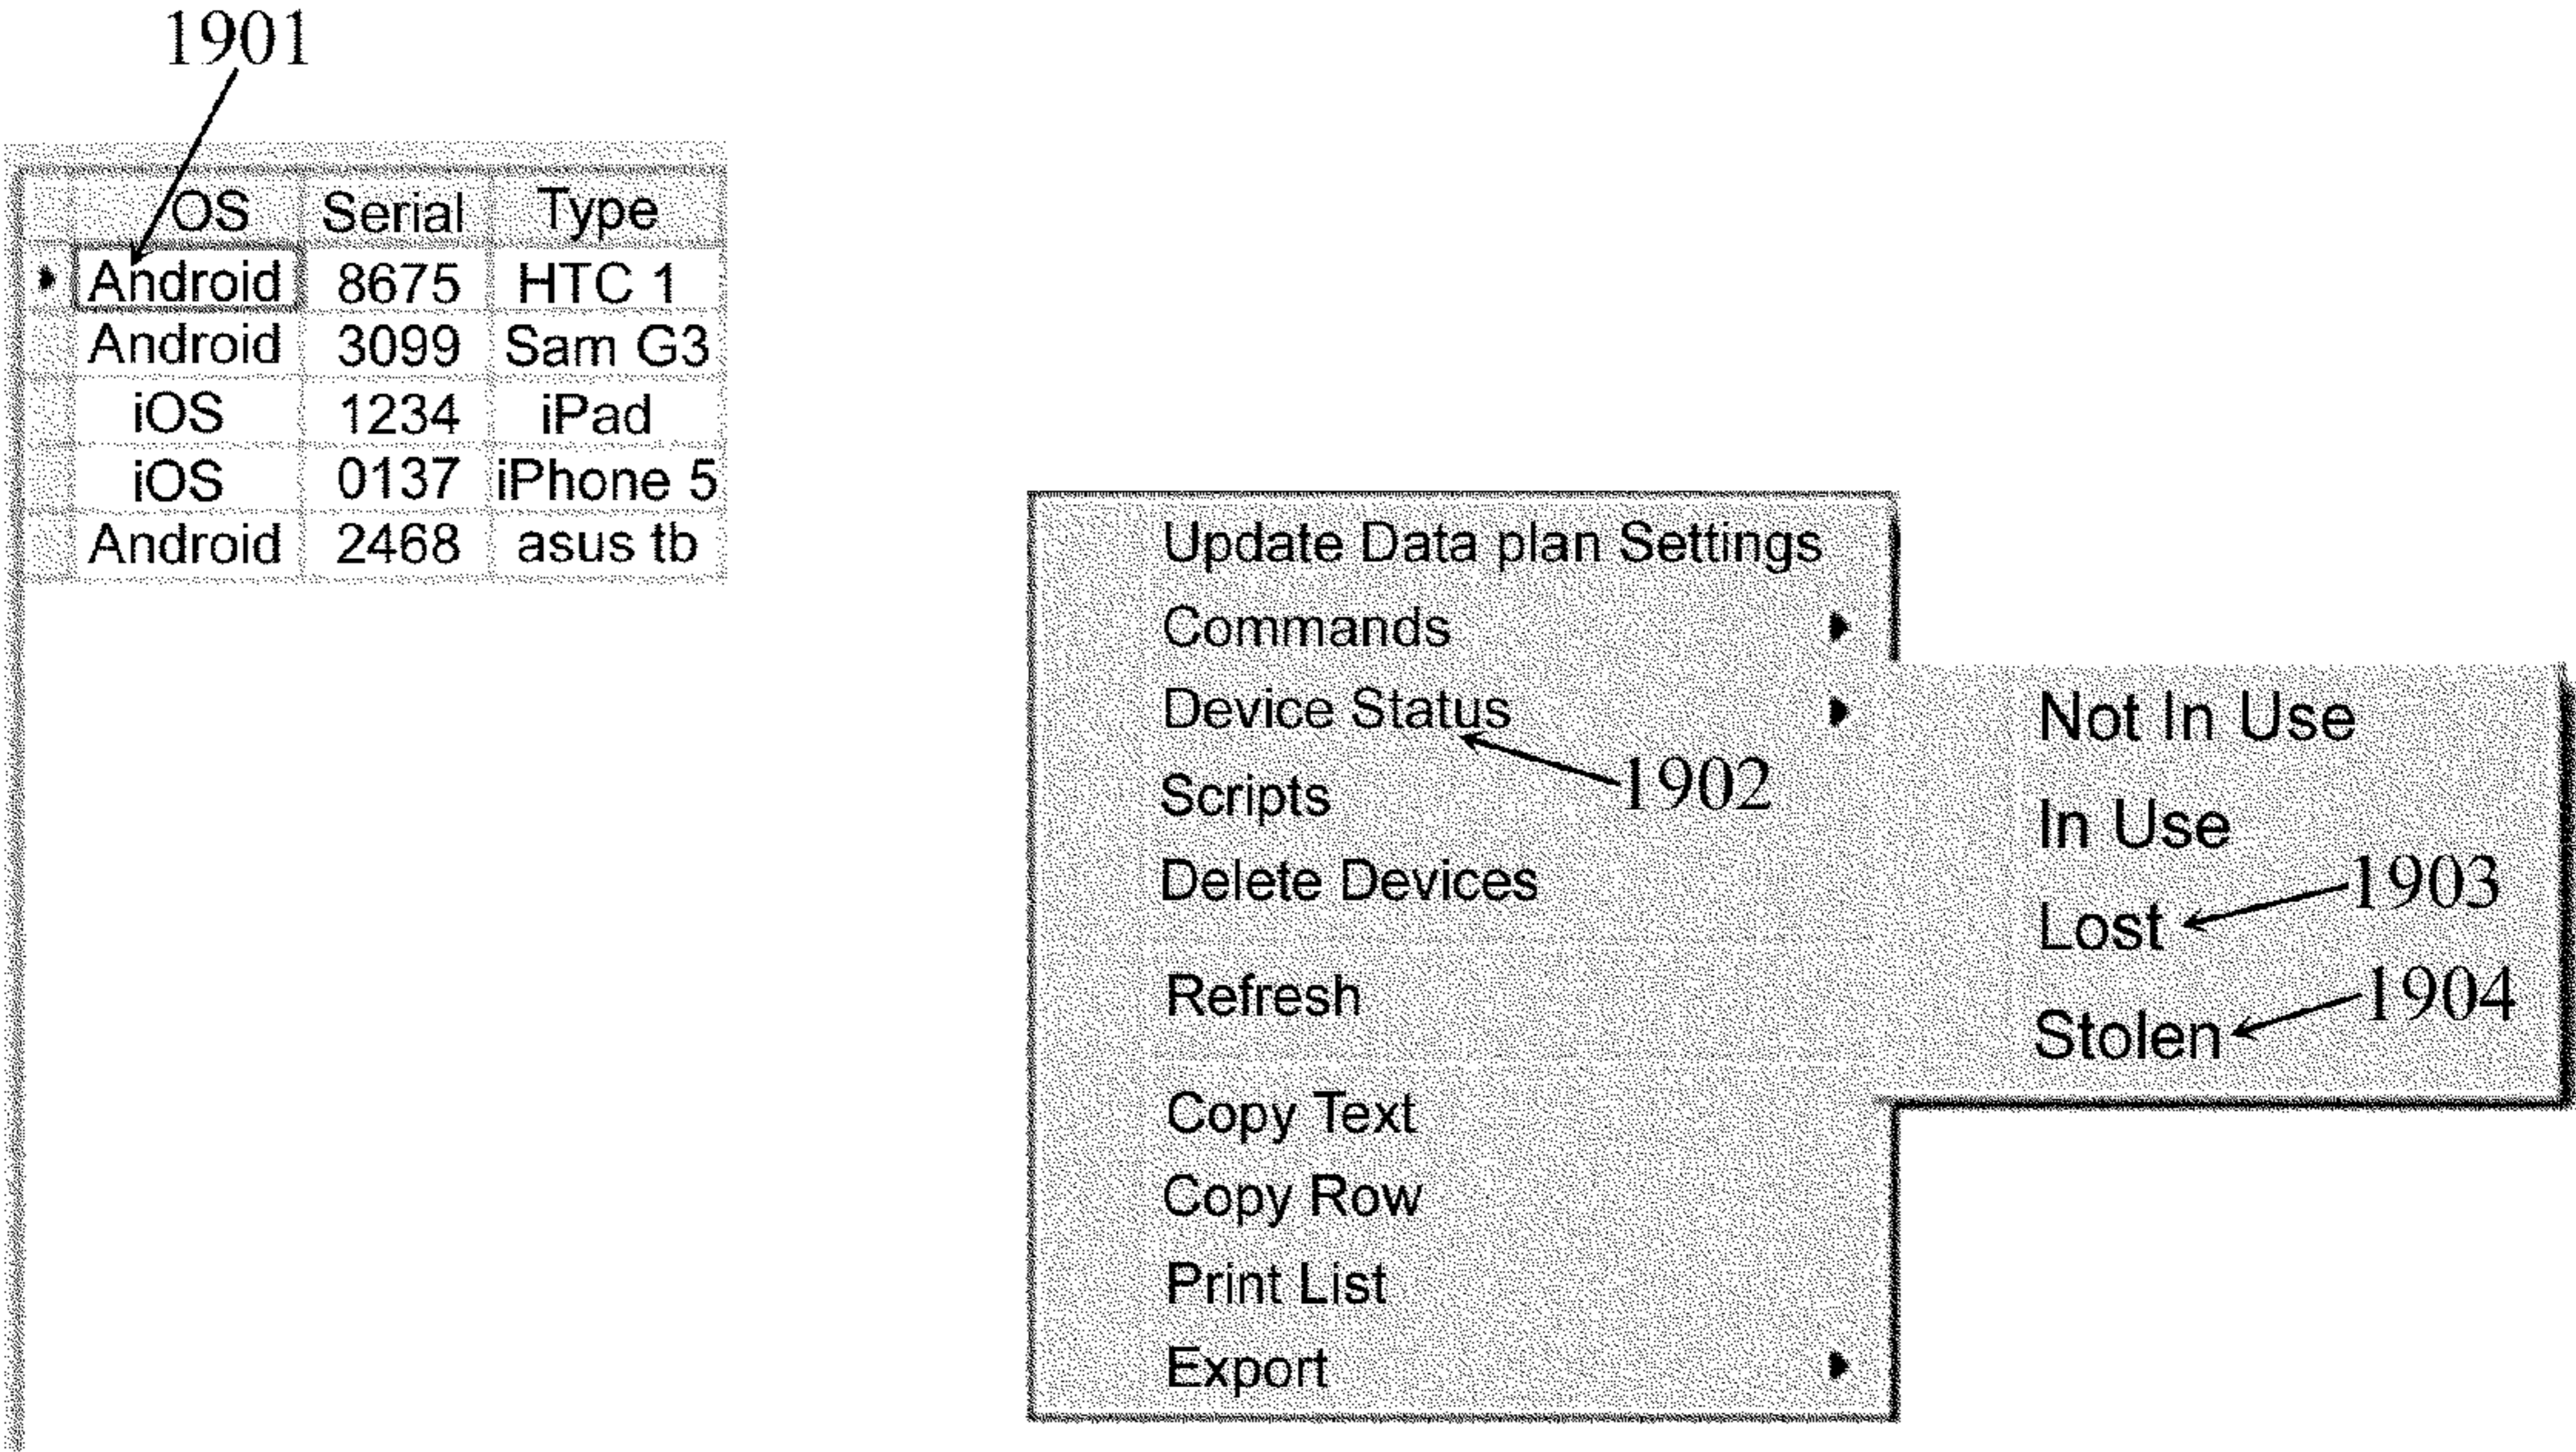 1901
OS Serial Type
Android 8675 HTC 1
Android 3099 Sam G3
iOS 1234 iPad
iOS 0137 iPhone 5
Android 2468 asus tb
Update Data plan Settings
Commands
Device Status
1902
Scripts
Delete Devices
Refresh
Copy Text
Copy Row
Print List
Export
Not In Use
In Use
1903
Lost
1904
Stolen